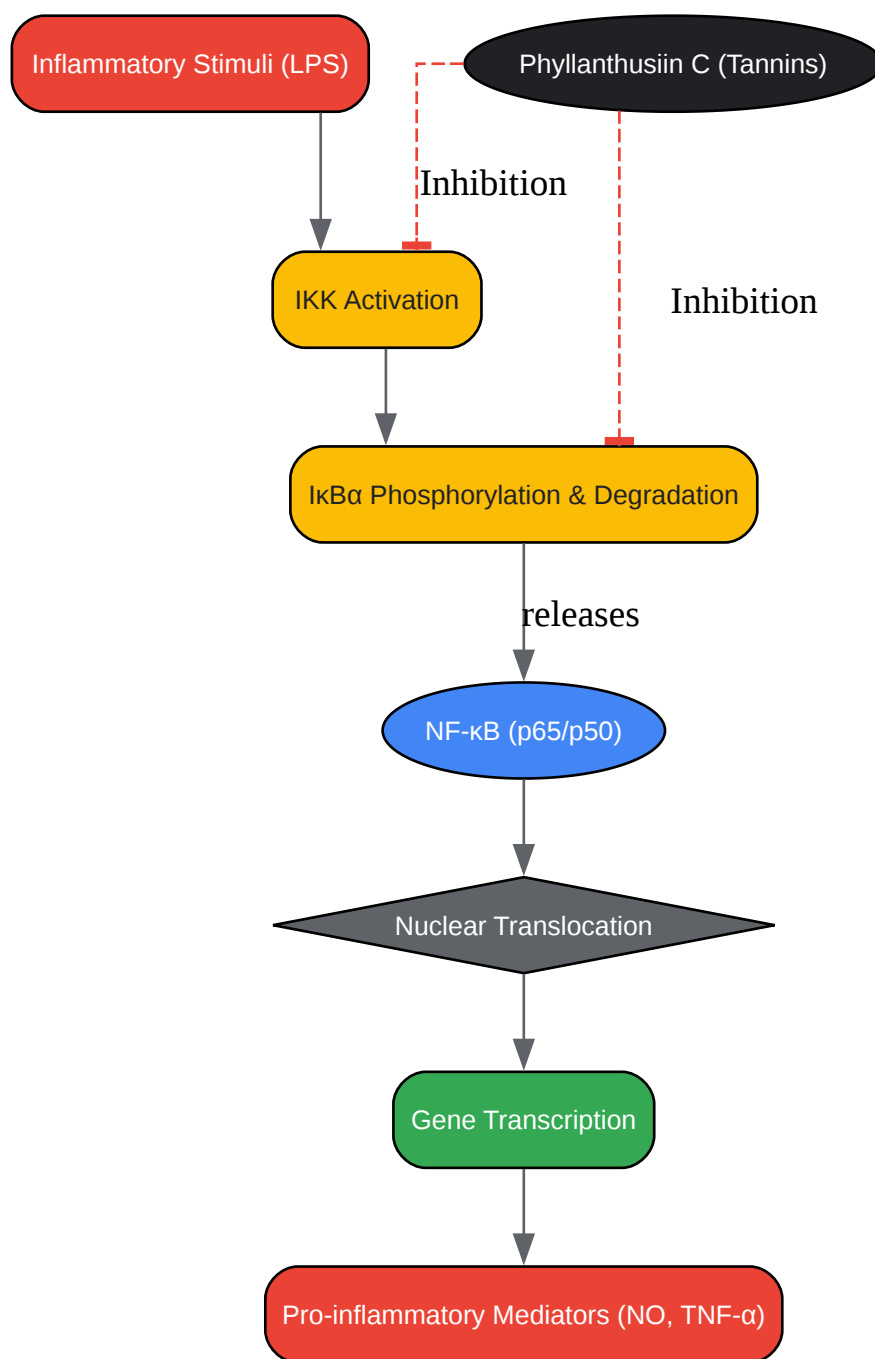 Inflammatory Stimuli (LPS)
Phyllanthusiin C (Tannins)
Inhibition
IKK Activation
Inhibition
IκBα Phosphorylation & Degradation
releases
NF-κB (p65/p50)
Nuclear Translocation
Gene Transcription
Pro-inflammatory Mediators (NO, TNF-α)